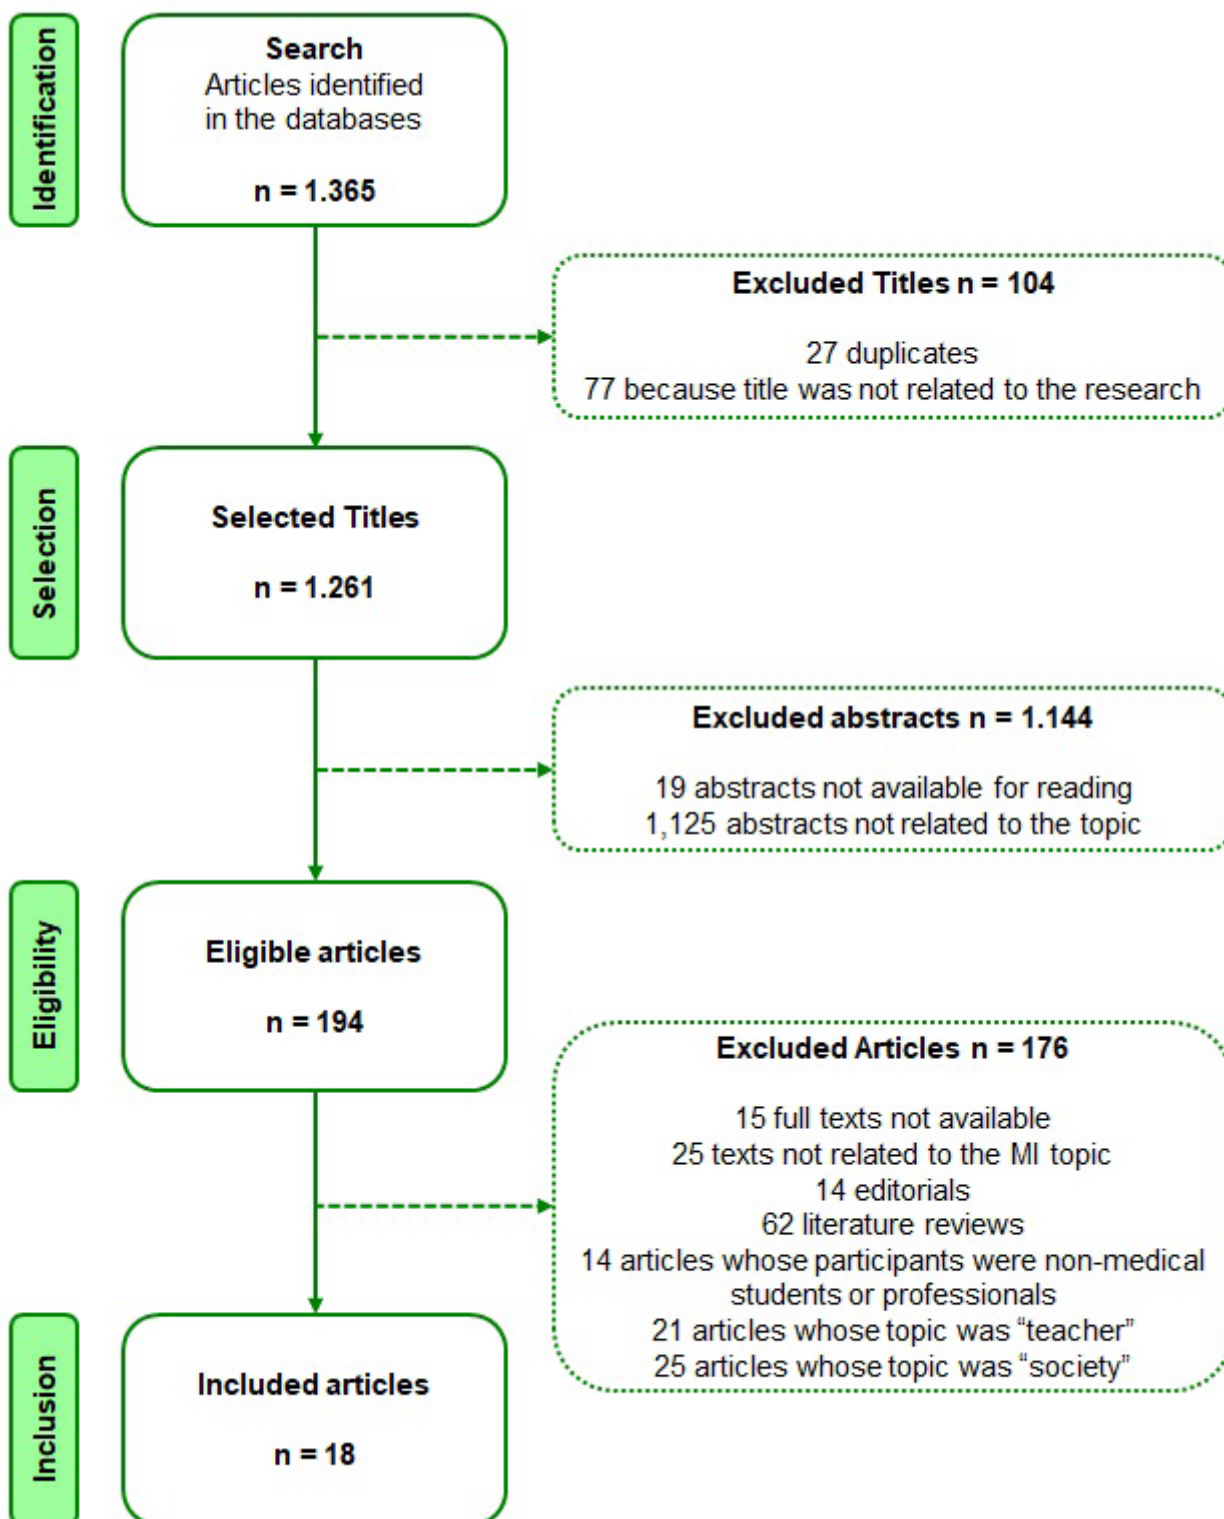 Identification
Search
Articles identified
in the databases
n = 1.365
Excluded Titles n = 104
27 duplicates
77 because title was not related to the research
Selection
Selected Titles
n = 1.261
Excluded abstracts n = 1.144
19 abstracts not available for reading
1,125 abstracts not related to the topic
Eligibility
Eligible articles
n = 194
Excluded Articles n = 176
15 full texts not available
25 texts not related to the MI topic
14 editorials
62 literature reviews
14 articles whose participants were non-medical
students or professionals
21 articles whose topic was “teacher”
25 articles whose topic was “society”
Inclusion
Included articles
n = 18